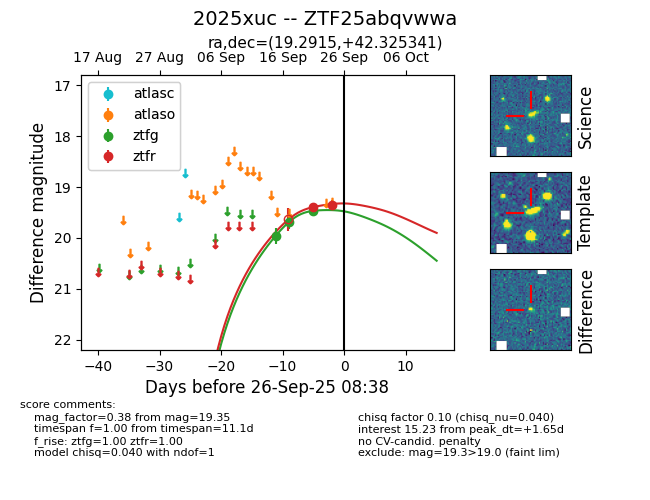 2025xuc -- ZTF25abqvwwa
ra,dec=(19.2915,+42.325341)
17 Aug 27 Aug 06 Sep 16 Sep 26 Sep 06 Oct
atlasc
atlaso
ztfg
ztfr
17
18
19
20
21
22
Difference magnitude
−40 −30 −20 −10 0 10
Days before 26-Sep-25 08:38
Science
Template
Difference
score comments:
mag_factor=0.38 from mag=19.35
timespan f=1.00 from timespan=11.1d
f_rise: ztfg=1.00 ztfr=1.00
model chisq=0.040 with ndof=1
chisq factor 0.10 (chisq_nu=0.040)
interest 15.23 from peak_dt=+1.65d
no CV-candid. penalty
exclude: mag=19.3>19.0 (faint lim)